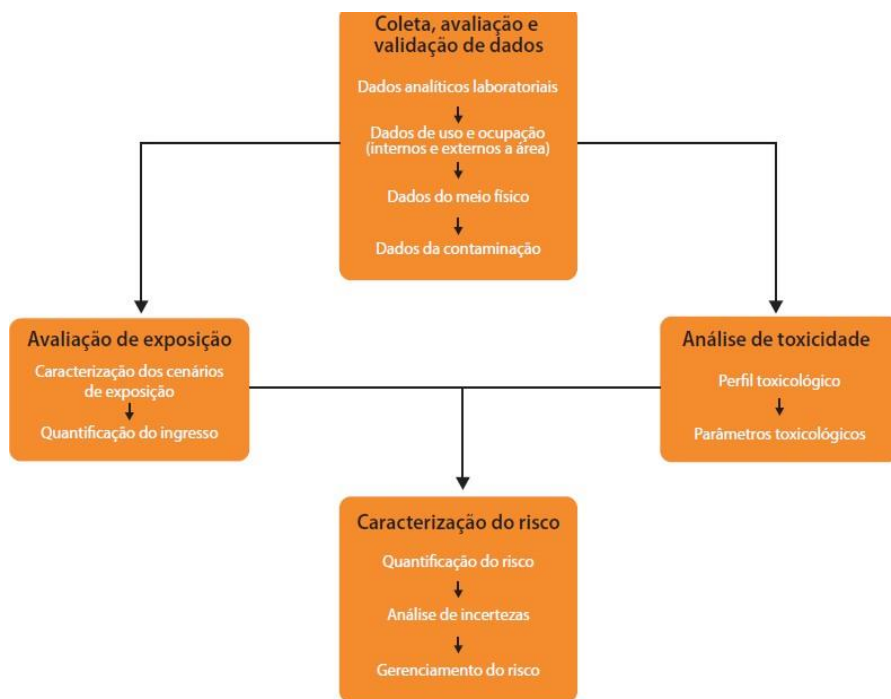 Coleta, avaliação e
validação de dados
Dados analíticos laboratoriais
Dados de uso e ocupação
(internos e externos a área)
Dados do meio físico
Dados da contaminação
Avaliação de exposição
Caracterização dos cenários
de exposição
Quantificação do ingresso
Análise de toxicidade
Perfil toxicológico
Parâmetros toxicológicos
Caracterização do risco
Quantificação do risco
Análise de incertezas
Gerenciamento do risco